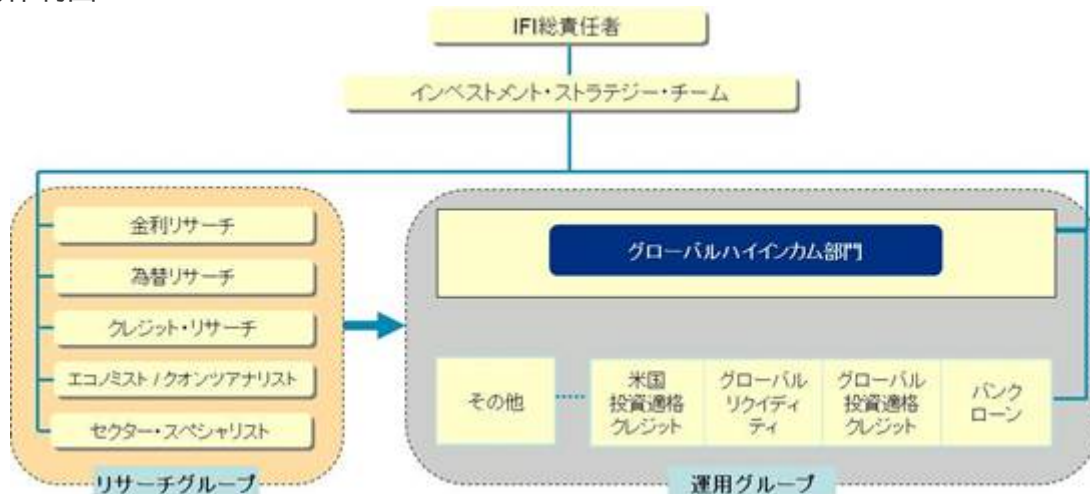 IFI総責任者
インベストメント・ストラテジー・チーム
金利リサーチ
為替リサーチ
クレジット・リサーチ
エコノミスト / クオンツアナリスト
セクター・スペシャリスト
リサーチグループ
グローバルハイインカム部門
その他
米国
投資適格
クレジット
グローバル
リクイディ
ティ
グローバル
投資適格
クレジット
バンク
ローン
運用グループ